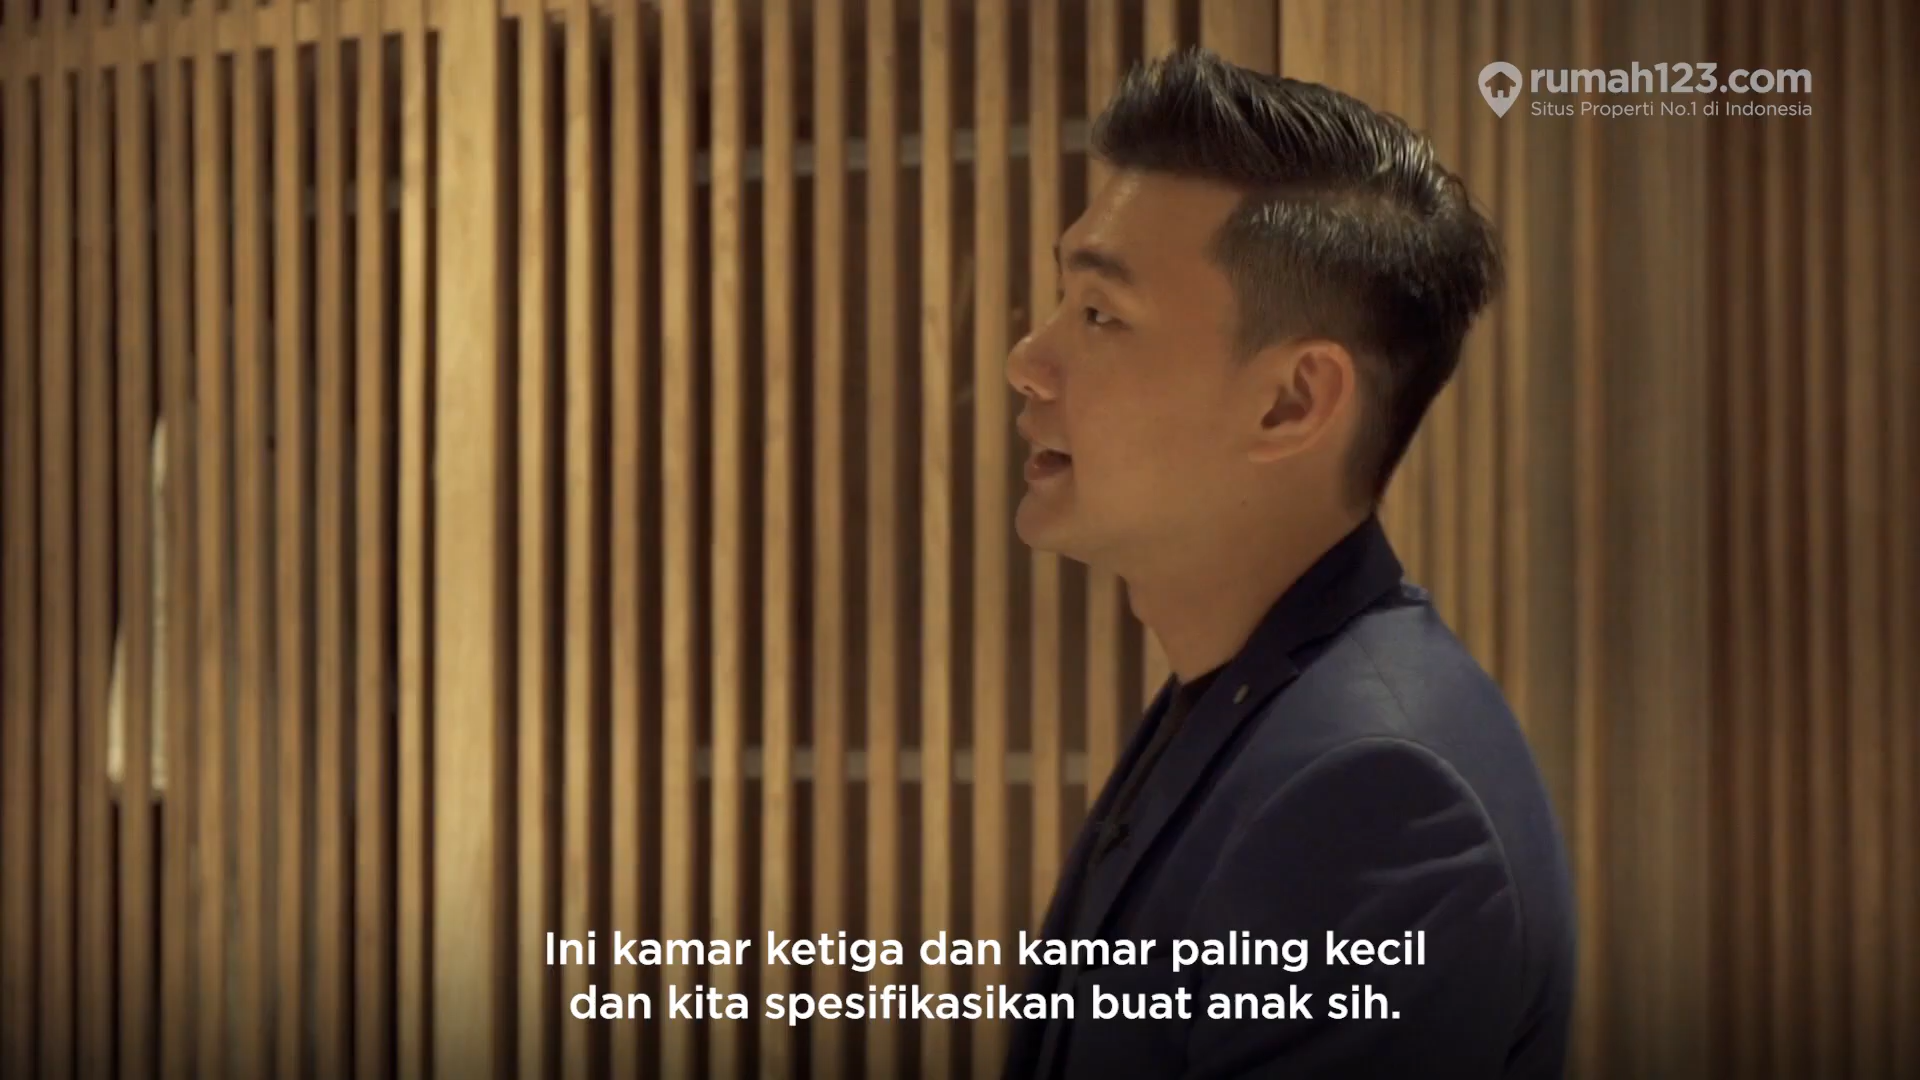 rumah123.com
Situs Properti No.1 di Indonesia
Ini kamar ketiga dan kamar paling kecil
dan kita spesifikasikan buat anak sih.